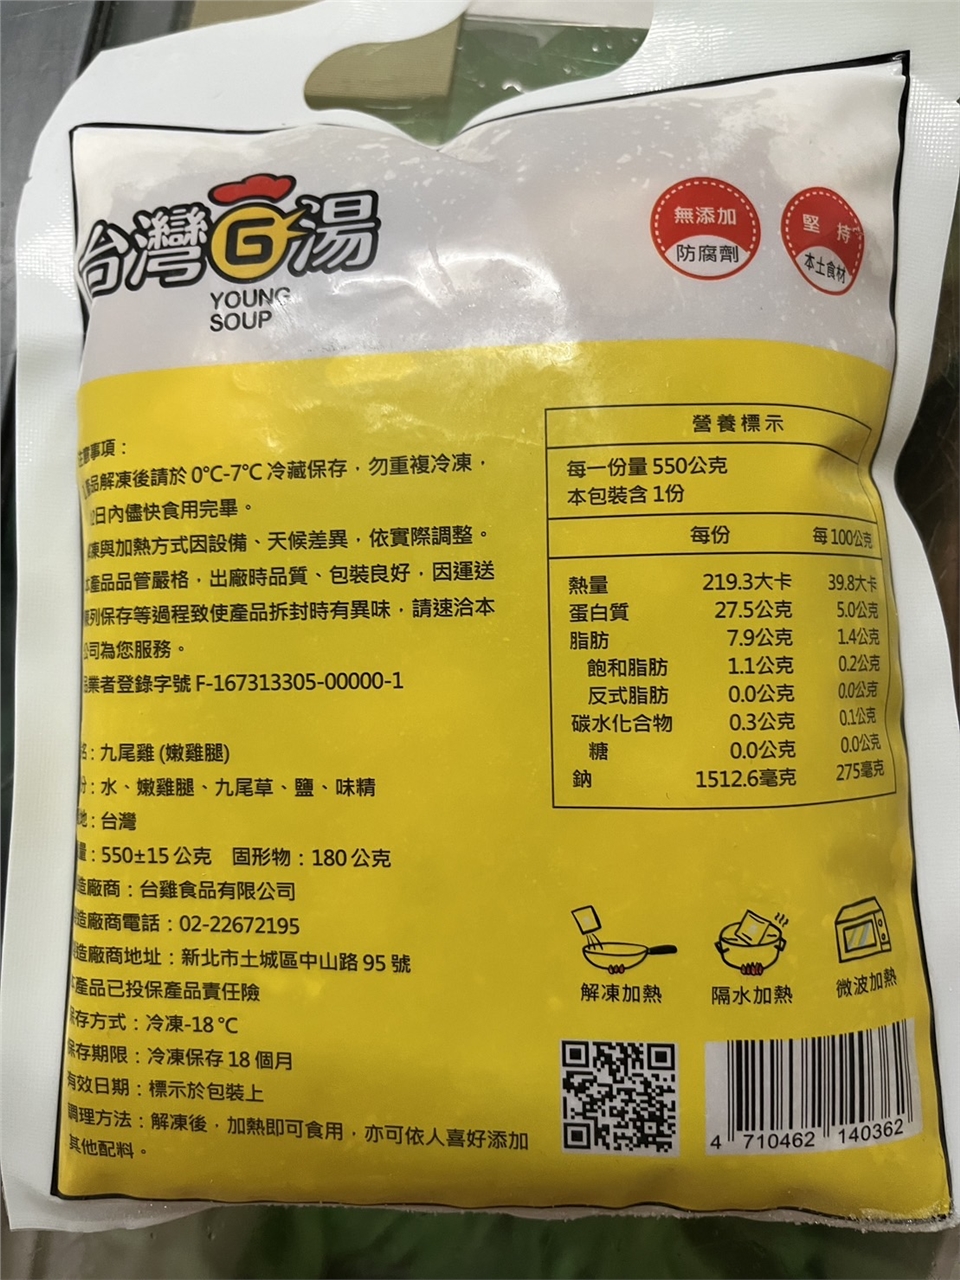 台灣G湯
YOUNG
SOUP
無添加
防腐劑
堅持
本土食材
注意事項：
品解凍後請於 0°C-7°C 冷藏保存，勿重複冷凍，
2日內儘快食用完畢。
凍與加熱方式因設備、天候差異，依實際調整。
本產品品管嚴格，出廠時品質、包裝良好，因運送
陳列保存等過程致使產品拆封時有異味，請速洽本
公司為您服務。
業者登錄字號 F-167313305-00000-1
名：九尾雞 (嫩雞腿)
分：水、嫩雞腿、九尾草、鹽、味精
地：台灣
量：550±15 公克　固形物：180 公克
造廠商：台雞食品有限公司
造廠商電話：02-22672195
造廠商地址：新北市土城區中山路 95 號
本產品已投保產品責任險
保存方式：冷凍-18 °C
保存期限：冷凍保存 18 個月
有效日期：標示於包裝上
調理方法：解凍後，加熱即可食用，亦可依人喜好添加
其他配料。
營養標示
每一份量 550公克
本包裝含 1份
每份　每 100公克
熱量　219.3大卡　39.8大卡
蛋白質　27.5公克　5.0公克
脂肪　7.9公克　1.4公克
飽和脂肪　1.1公克　0.2公克
反式脂肪　0.0公克　0.0公克
碳水化合物　0.3公克　0.1公克
糖　0.0公克　0.0公克
鈉　1512.6毫克　275毫克
解凍加熱　隔水加熱　微波加熱
4 710462 140362